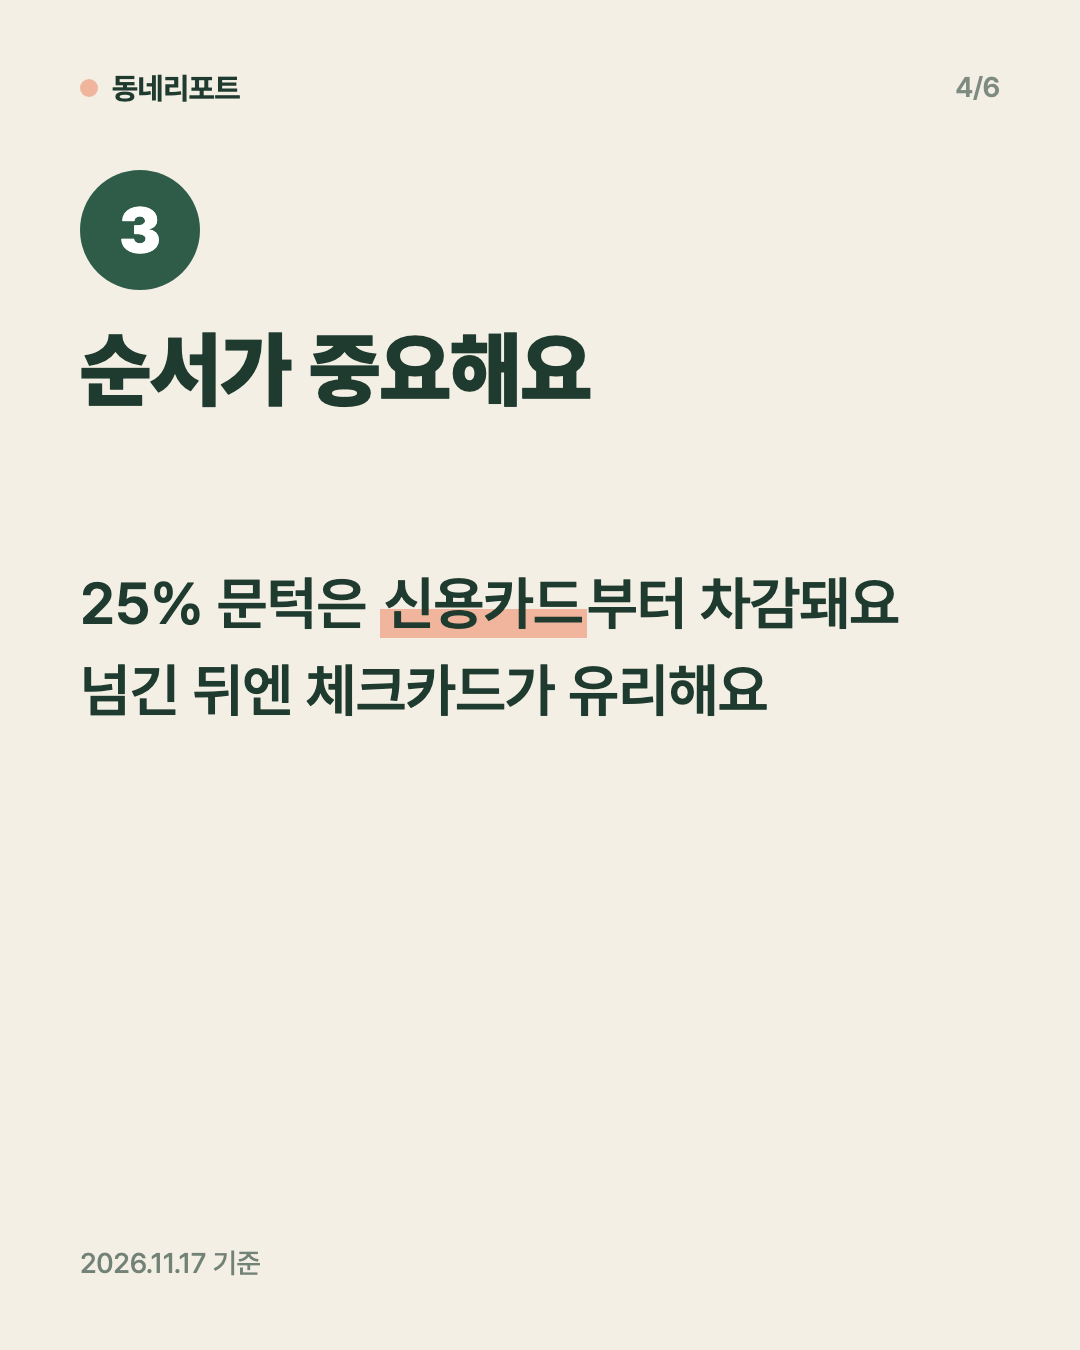 동네리포트
4/6
3
순서가 중요해요
25% 문턱은 신용카드부터 차감돼요
넘긴 뒤엔 체크카드가 유리해요
2026.11.17 기준